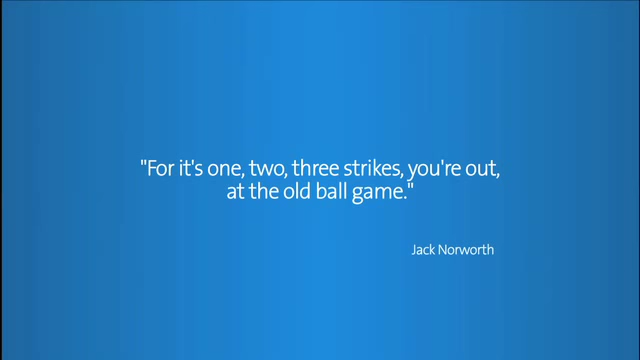 "For it's one, two, three strikes, you're out,
at the old ball game."
Jack Norworth